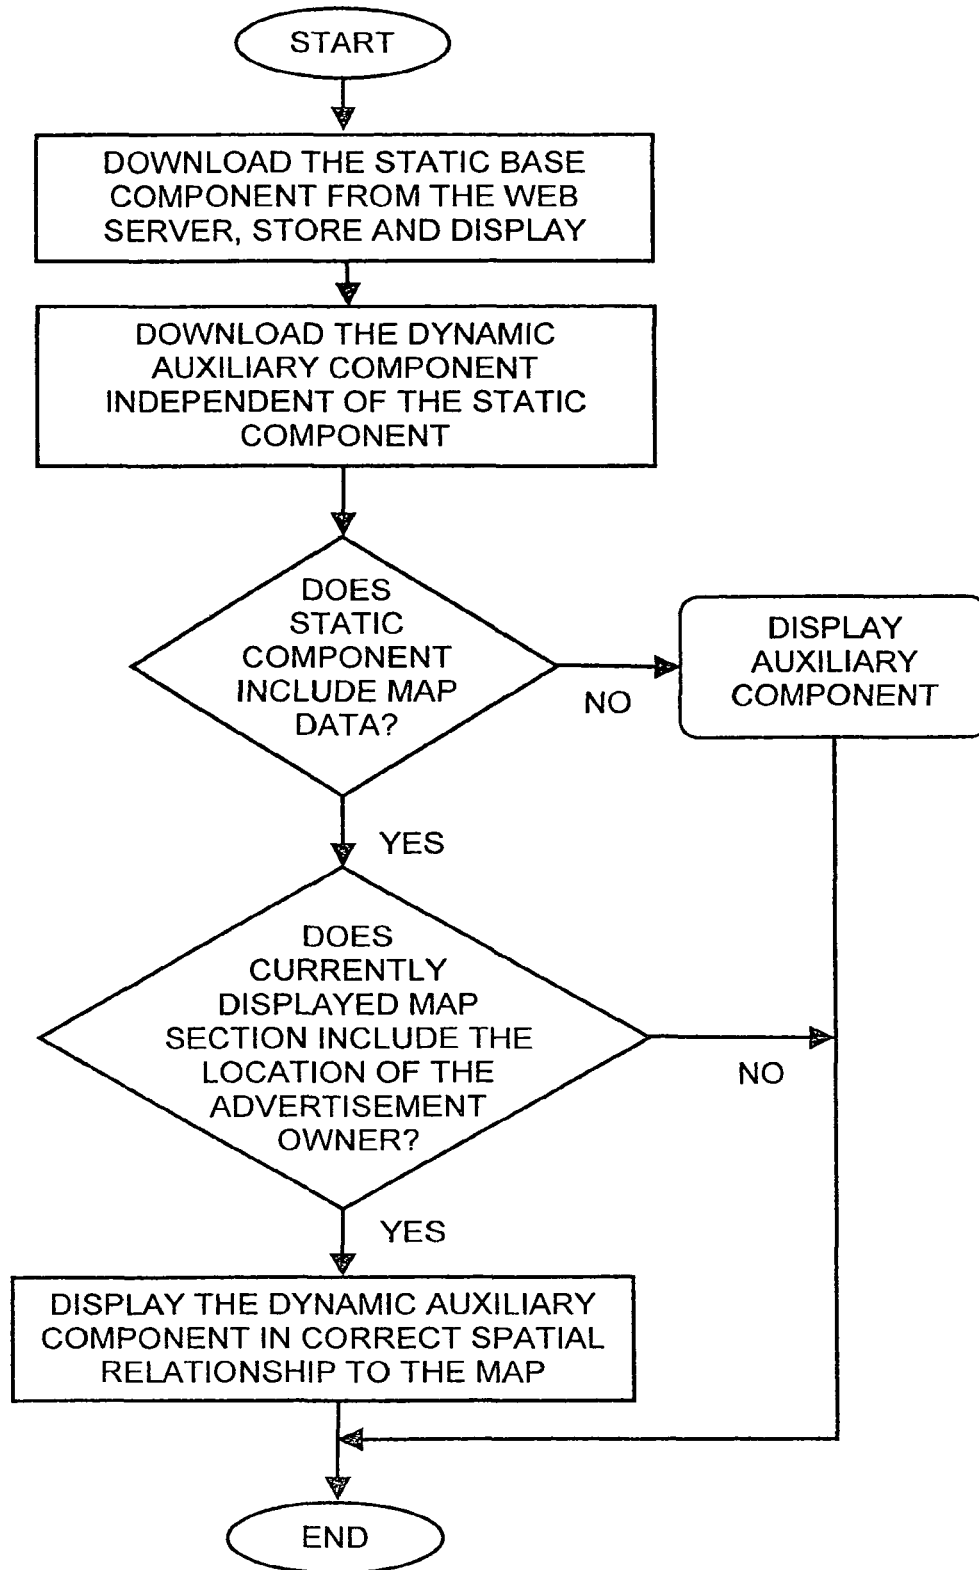 START
DOWNLOAD THE STATIC BASE
COMPONENT FROM THE WEB
SERVER, STORE AND DISPLAY
DOWNLOAD THE DYNAMIC
AUXILIARY COMPONENT
INDEPENDENT OF THE STATIC
COMPONENT
DOES
STATIC
COMPONENT
INCLUDE MAP
DATA?
NO
DISPLAY
AUXILIARY
COMPONENT
YES
DOES
CURRENTLY
DISPLAYED MAP
SECTION INCLUDE THE
LOCATION OF THE
ADVERTISEMENT
OWNER?
NO
YES
DISPLAY THE DYNAMIC AUXILIARY
COMPONENT IN CORRECT SPATIAL
RELATIONSHIP TO THE MAP
END